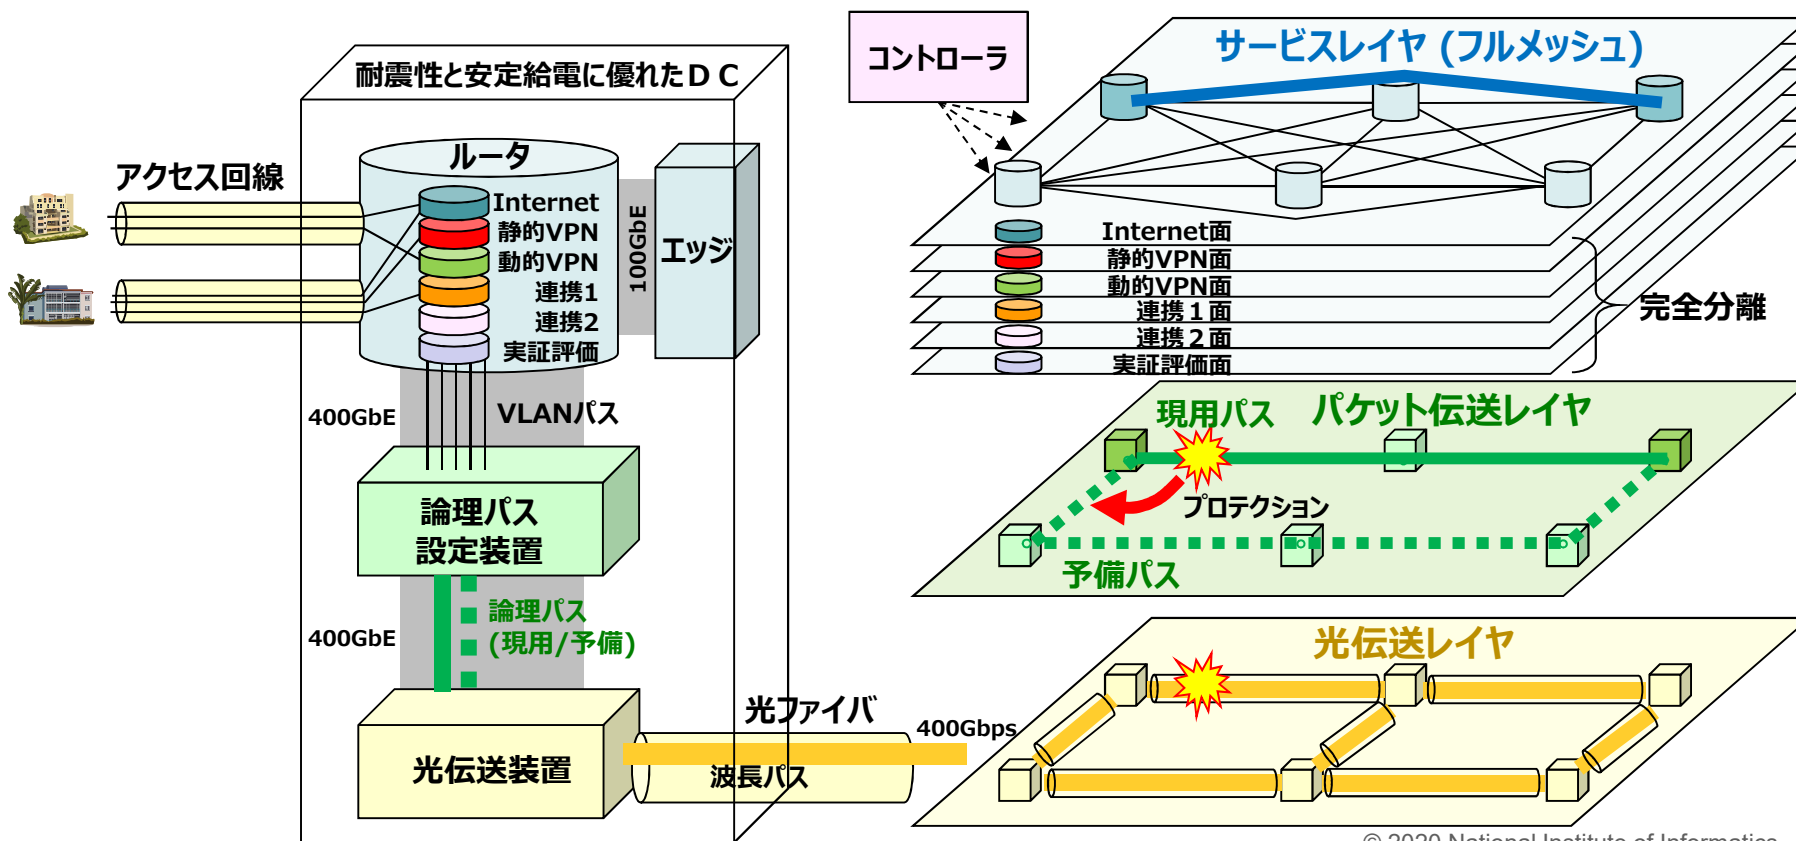 耐震性と安定給電に優れたＤＣ
アクセス回線
ルータ
Internet
静的VPN
動的VPN
連携1
連携2
実証評価
100GbE
エッジ
400GbE
VLANパス
論理パス
設定装置
400GbE
論理パス
(現用/予備)
光伝送装置
光ファイバ
波長パス
400Gbps
コントローラ
サービスレイヤ (フルメッシュ)
Internet面
静的VPN面
動的VPN面
連携１面
連携２面
実証評価面
完全分離
現用パス
パケット伝送レイヤ
プロテクション
予備パス
光伝送レイヤ
© 2020 National Institute of Informatics